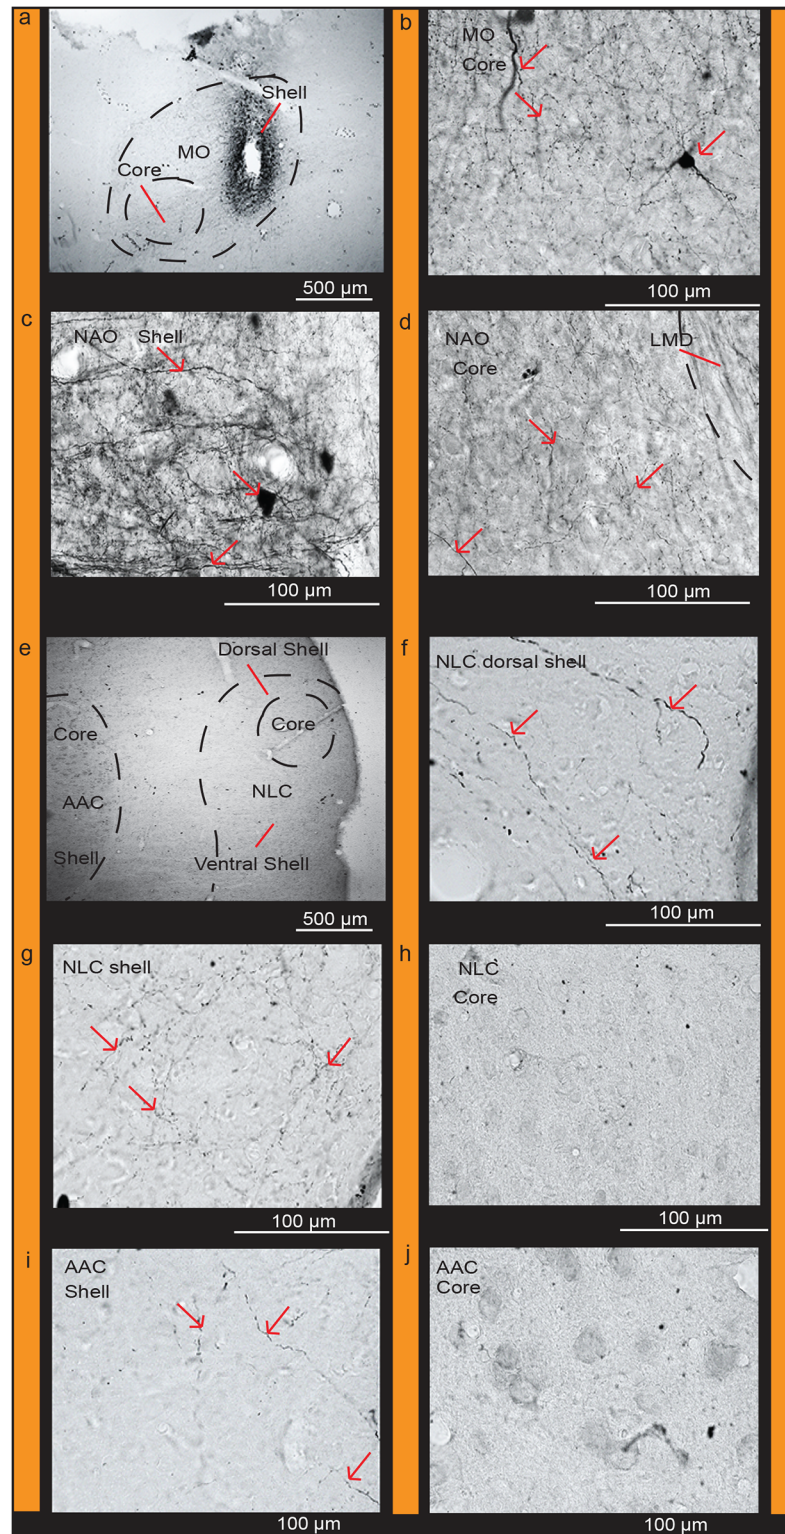 a
Shell
MO
Core
500 µm
b
MO
Core
100 µm
c
NAO Shell
100 µm
d
NAO
Core
LMD
100 µm
e
Dorsal Shell
Core
Core
NLC
AAC
Shell
Ventral Shell
500 µm
f
NLC dorsal shell
100 µm
g
NLC shell
100 µm
h
NLC
Core
100 µm
i
AAC
Shell
100 µm
j
AAC
Core
100 µm